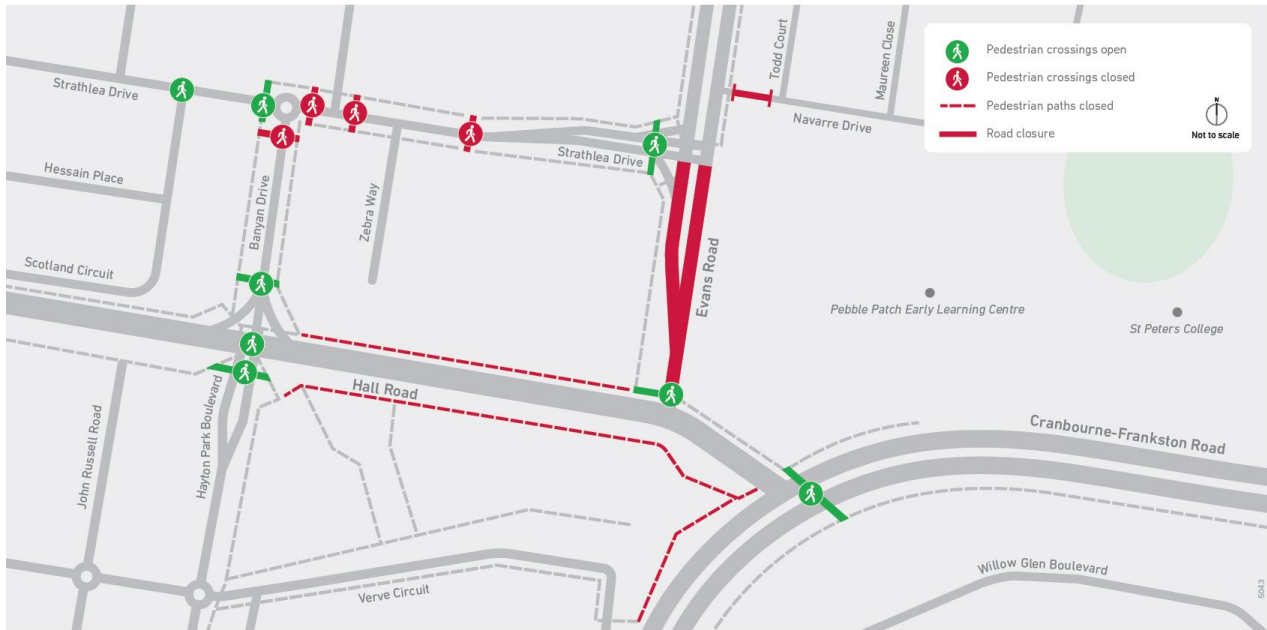 Pedestrian crossings open
Pedestrian crossings closed
Pedestrian paths closed
Road closure
N
Not to scale
Strathlea Drive
Todd Court
Maureen Close
Navarre Drive
Strathlea Drive
Hessain Place
Banyan Drive
Zebra Way
Scotland Circuit
Evans Road
Pebble Patch Early Learning Centre
St Peters College
Hall Road
Cranbourne-Frankston Road
John Russell Road
Hayton Park Boulevard
Willow Glen Boulevard
Verve Circuit
5043